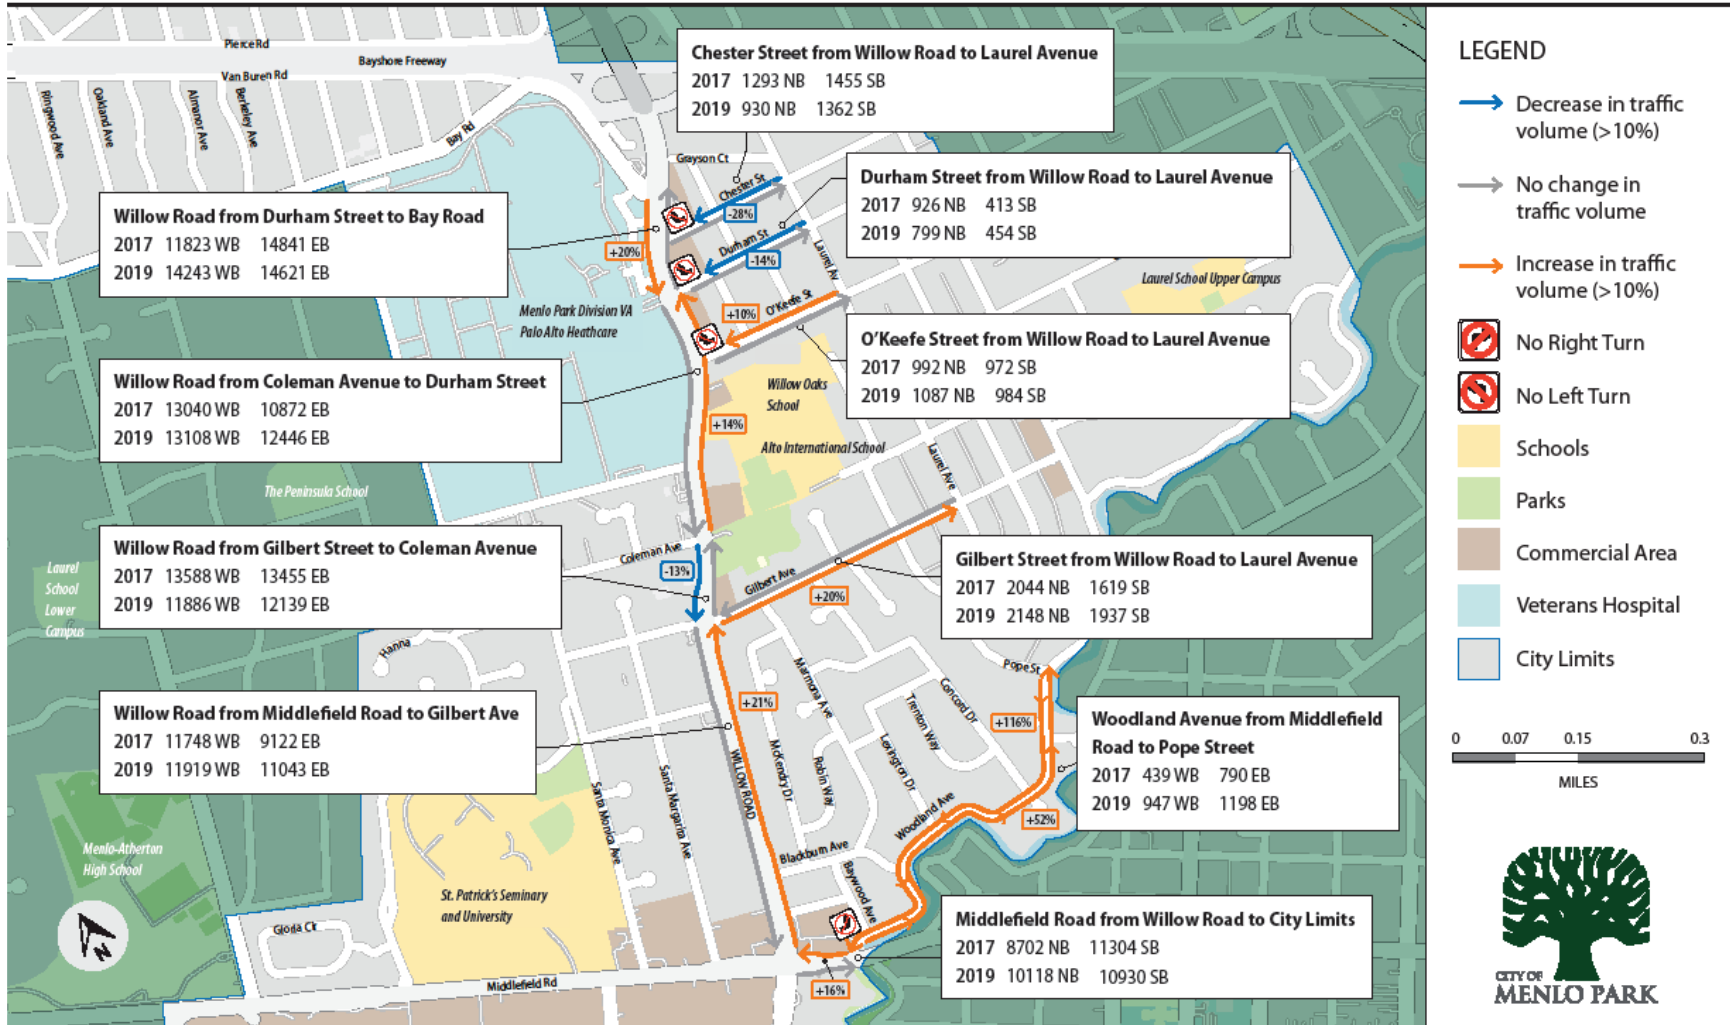 Pierce Rd
Bayshore Freeway
Van Buren Rd
Ringwood Ave
Oakland Ave
Almanor Ave
Berkeley Ave
Bay Rd
Chester Street from Willow Road to Laurel Avenue
2017 1293 NB 1455 SB
2019 930 NB 1362 SB
Grayson Ct
Chester St
-28%
Durham Street from Willow Road to Laurel Avenue
2017 926 NB 413 SB
2019 799 NB 454 SB
Willow Road from Durham Street to Bay Road
2017 11823 WB 14841 EB
2019 14243 WB 14621 EB
+20%
Durham St
-14%
Laurel Av
Laurel School Upper Campus
Menlo Park Division VA
Palo Alto Heathcare
+10%
O'Keefe St
O'Keefe Street from Willow Road to Laurel Avenue
2017 992 NB 972 SB
2019 1087 NB 984 SB
Willow Road from Coleman Avenue to Durham Street
2017 13040 WB 10872 EB
2019 13108 WB 12446 EB
Willow Oaks
School
+14%
Alto International School
Laurel Ave
The Peninsula School
Willow Road from Gilbert Street to Coleman Avenue
2017 13588 WB 13455 EB
2019 11886 WB 12139 EB
Coleman Ave
-13%
Gilbert Ave
+20%
Gilbert Street from Willow Road to Laurel Avenue
2017 2044 NB 1619 SB
2019 2148 NB 1937 SB
Laurel
School
Lower
Campus
Hanna
Pope St
Marmona Ave
Concord Dr
Trenton Way
Lexington Dr
+116%
Willow Road from Middlefield Road to Gilbert Ave
2017 11748 WB 9122 EB
2019 11919 WB 11043 EB
+21%
WILLOW ROAD
McKendry Dr
Robin Way
Santa Monica Ave
Santa Margarita Ave
Woodland Avenue from Middlefield
Road to Pope Street
2017 439 WB 790 EB
2019 947 WB 1198 EB
Woodland Ave
+52%
Blackburn Ave
Baywood Ave
Menlo-Atherton
High School
St. Patrick's Seminary
and University
Gloria Cir
N
Middlefield Rd
+16%
Middlefield Road from Willow Road to City Limits
2017 8702 NB 11304 SB
2019 10118 NB 10930 SB
LEGEND
Decrease in traffic
volume (>10%)
No change in
traffic volume
Increase in traffic
volume (>10%)
No Right Turn
No Left Turn
Schools
Parks
Commercial Area
Veterans Hospital
City Limits
0 0.07 0.15 0.3
MILES
CITY OF
MENLO PARK